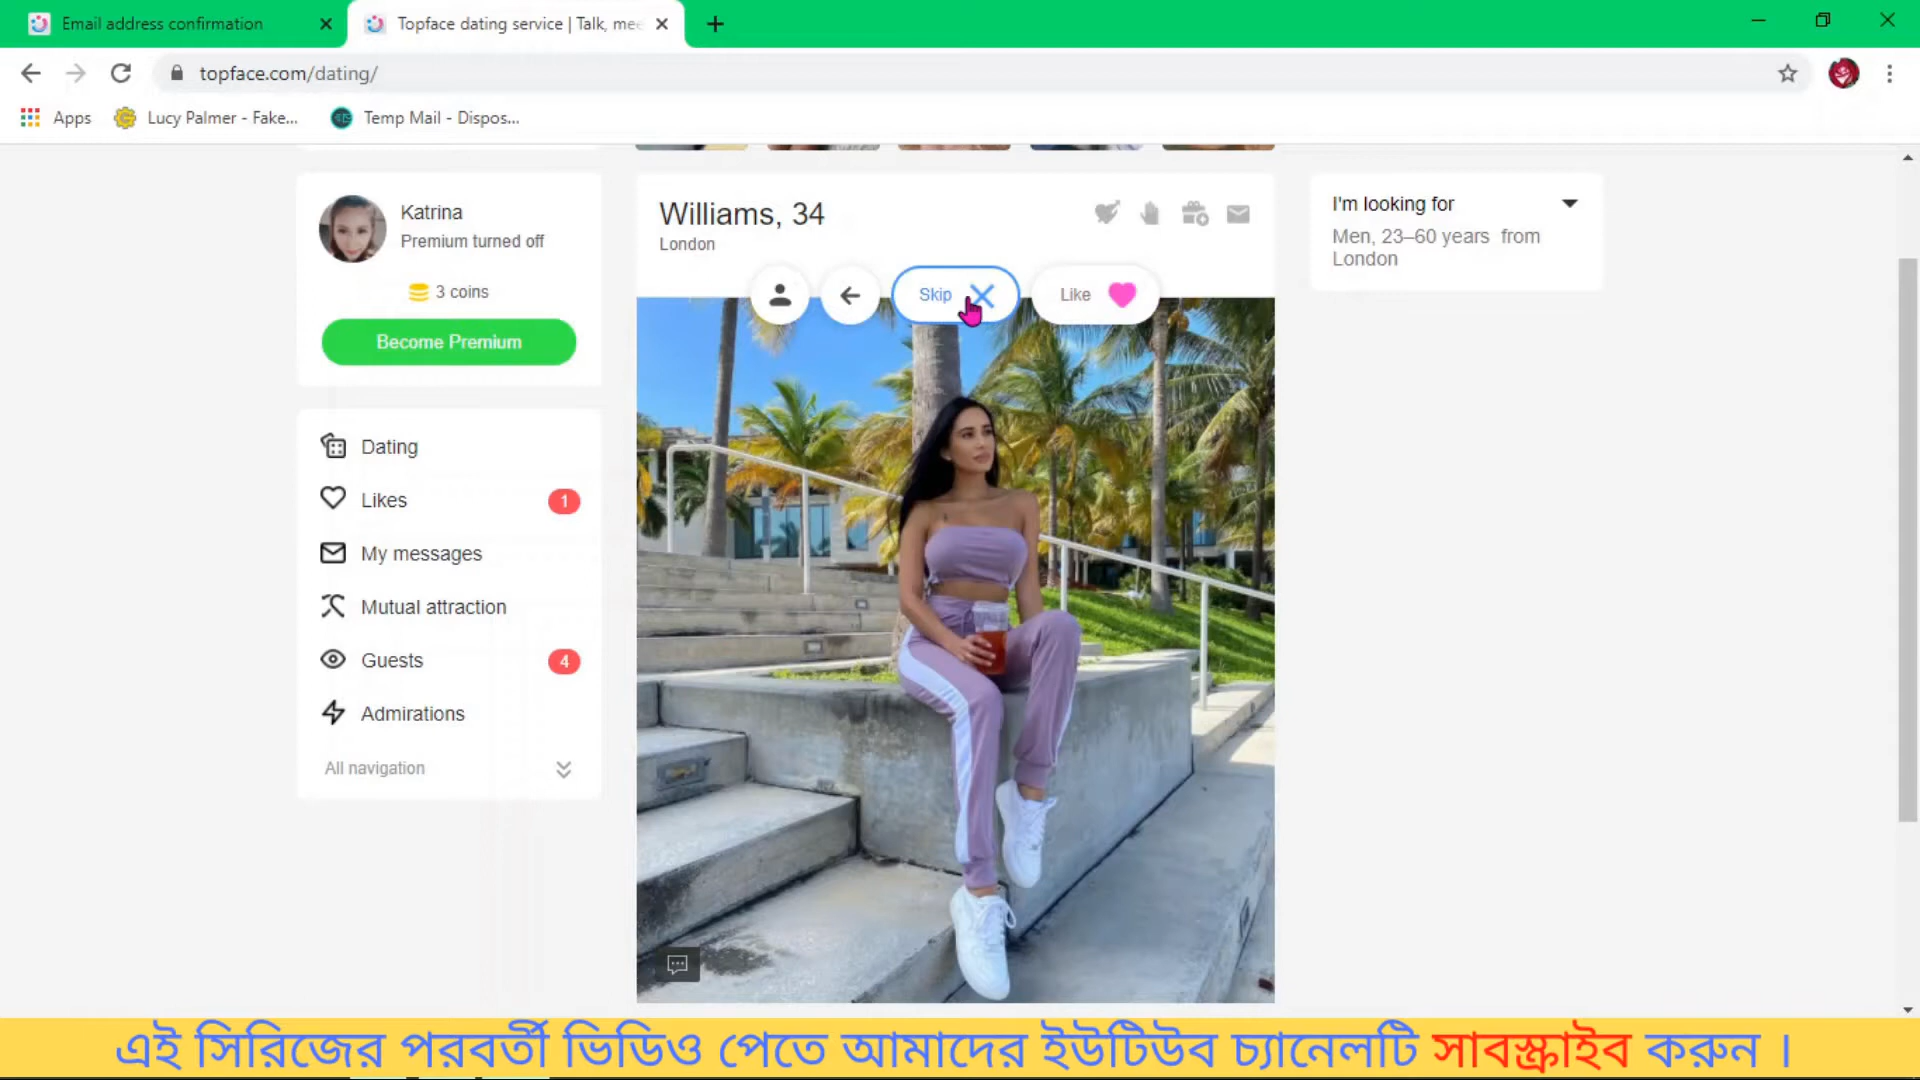 Email address confirmation
Topface dating service | Talk, mee
topface.com/dating/
Apps
Lucy Palmer - Fake...
Temp Mail - Dispos...
Katrina
Premium turned off
3 coins
Become Premium
Dating
Likes
1
My messages
Mutual attraction
Guests
4
Admirations
All navigation
Williams, 34
London
Skip
Like
I'm looking for
Men, 23–60 years from
London
এই সিরিজের পরবর্তী ভিডিও পেতে আমাদের ইউটিউব চ্যানেলটি সাবস্ক্রাইব করুন ।